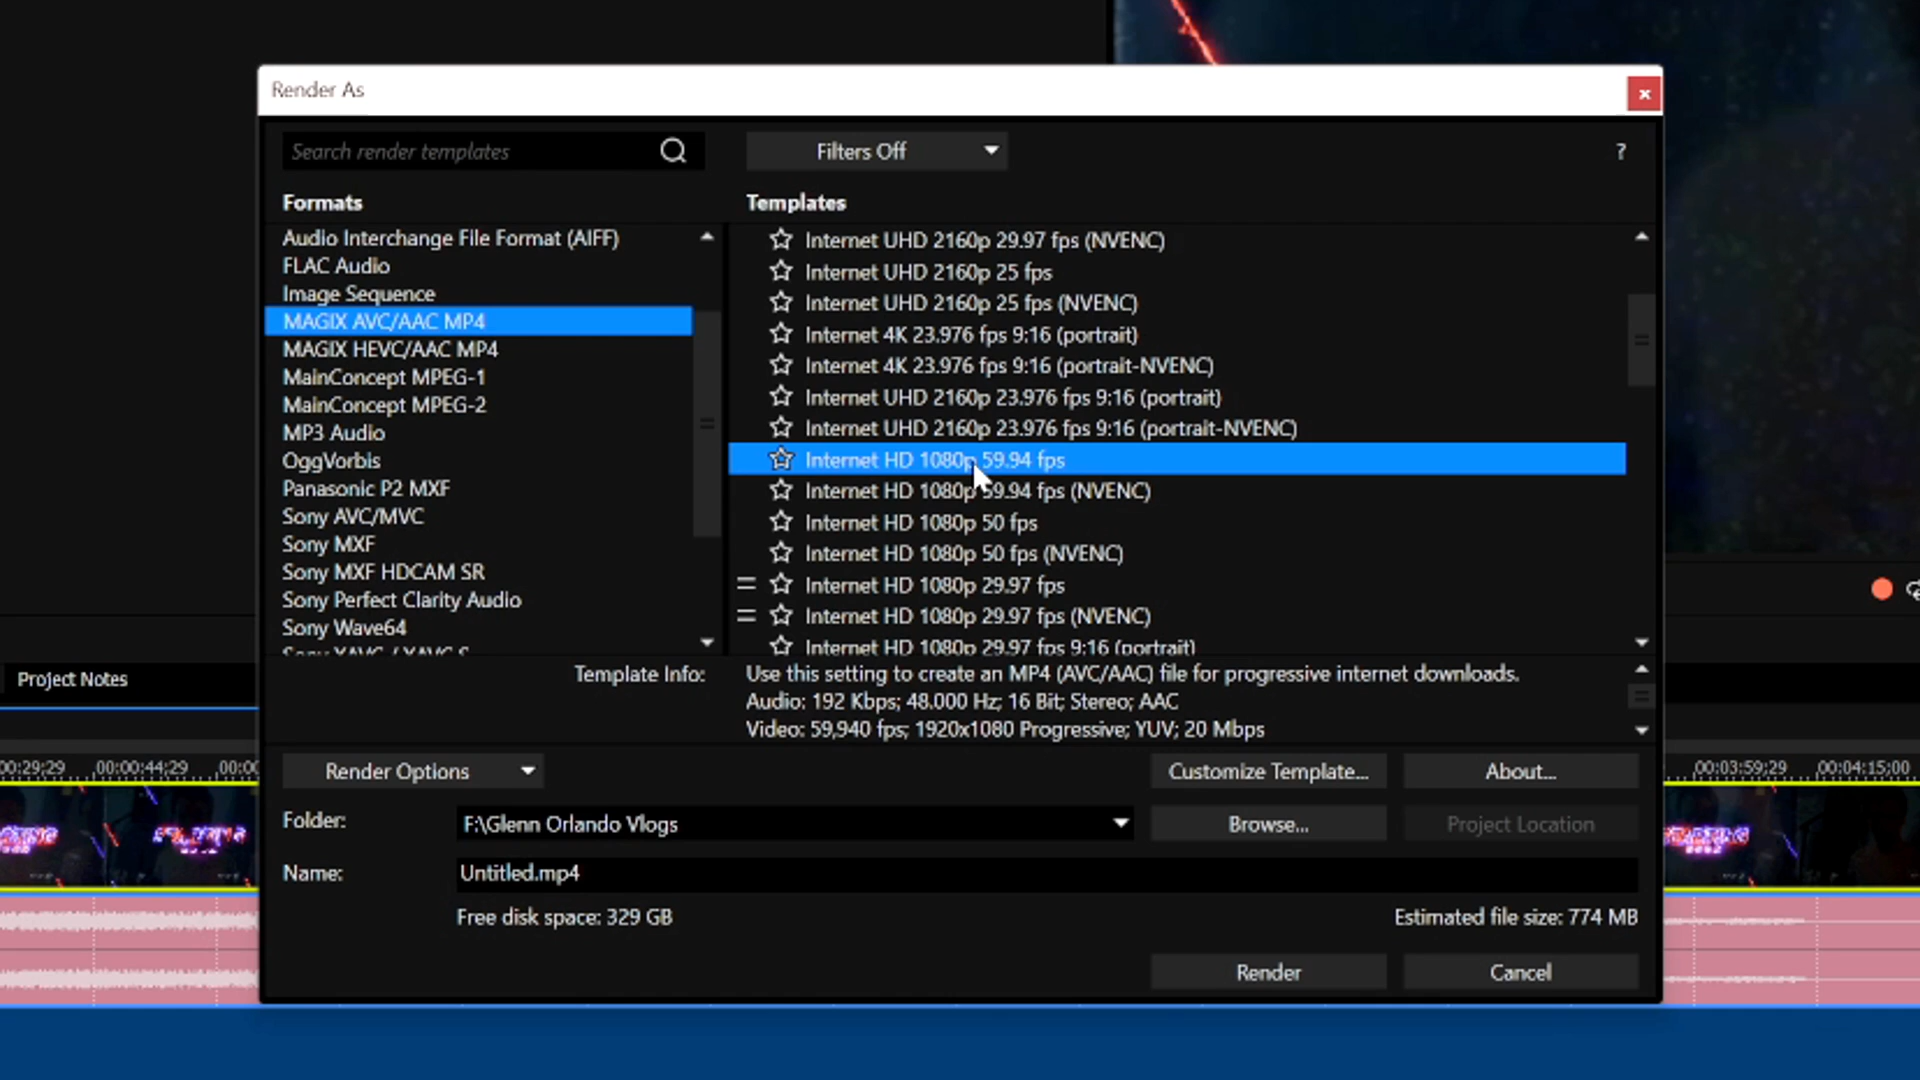 Render As
Search render templates
Filters Off
?
Formats
Templates
Audio Interchange File Format (AIFF)
FLAC Audio
Image Sequence
MAGIX AVC/AAC MP4
MAGIX HEVC/AAC MP4
MainConcept MPEG-1
MainConcept MPEG-2
MP3 Audio
OggVorbis
Panasonic P2 MXF
Sony AVC/MVC
Sony MXF
Sony MXF HDCAM SR
Sony Perfect Clarity Audio
Sony Wave64
Sony XAVC / XAVC S
Internet UHD 2160p 29.97 fps (NVENC)
Internet UHD 2160p 25 fps
Internet UHD 2160p 25 fps (NVENC)
Internet 4K 23.976 fps 9:16 (portrait)
Internet 4K 23.976 fps 9:16 (portrait-NVENC)
Internet UHD 2160p 23.976 fps 9:16 (portrait)
Internet UHD 2160p 23.976 fps 9:16 (portrait-NVENC)
Internet HD 1080p 59.94 fps
Internet HD 1080p 59.94 fps (NVENC)
Internet HD 1080p 50 fps
Internet HD 1080p 50 fps (NVENC)
Internet HD 1080p 29.97 fps
Internet HD 1080p 29.97 fps (NVENC)
Internet HD 1080p 29.97 fps 9:16 (portrait)
Template Info:
Use this setting to create an MP4 (AVC/AAC) file for progressive internet downloads.
Audio: 192 Kbps; 48.000 Hz; 16 Bit; Stereo; AAC
Video: 59,940 fps; 1920x1080 Progressive; YUV; 20 Mbps
Project Notes
00:29;29 00:00:44;29 00:00
00:03:59;29 00:04:15;00
Render Options
Customize Template...
About...
Folder:
F:\Glenn Orlando Vlogs
Browse...
Project Location
Name:
Untitled.mp4
Free disk space: 329 GB
Estimated file size: 774 MB
Render
Cancel